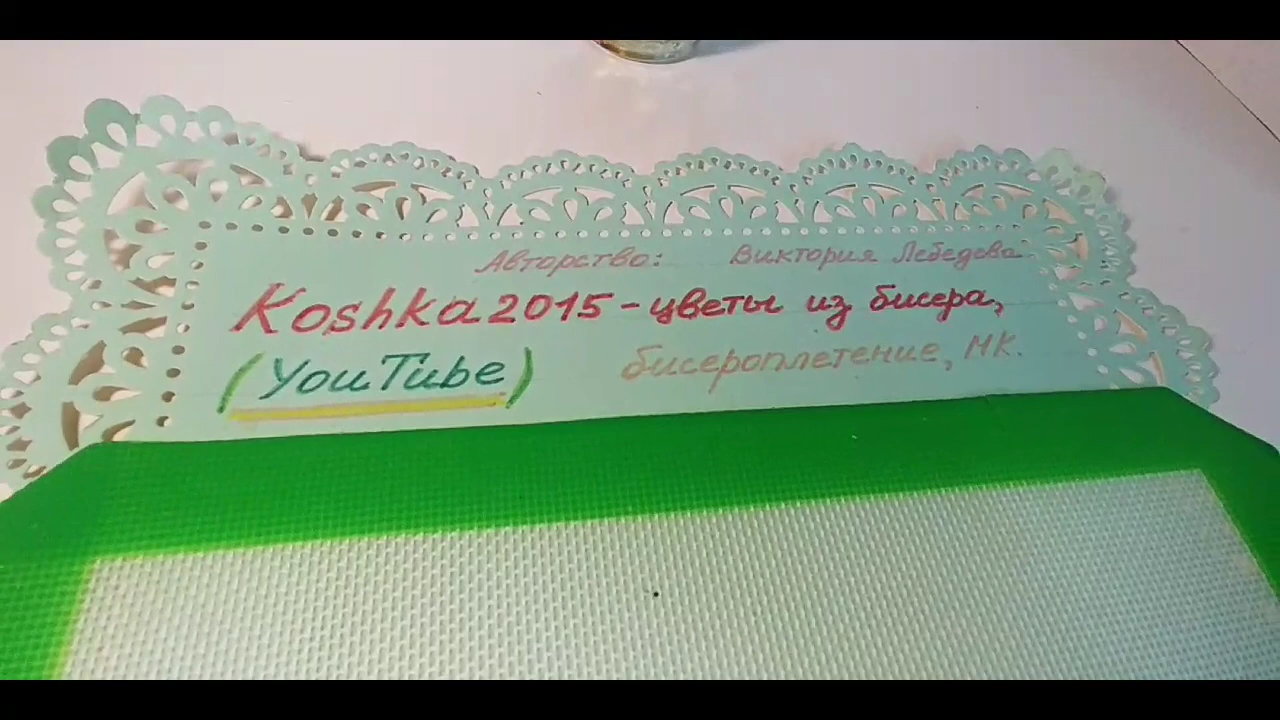 Авторство: Виктория Лебедева.
Koshka2015 - цветы из бисера,
(YouTube) бисероплетение, МК.